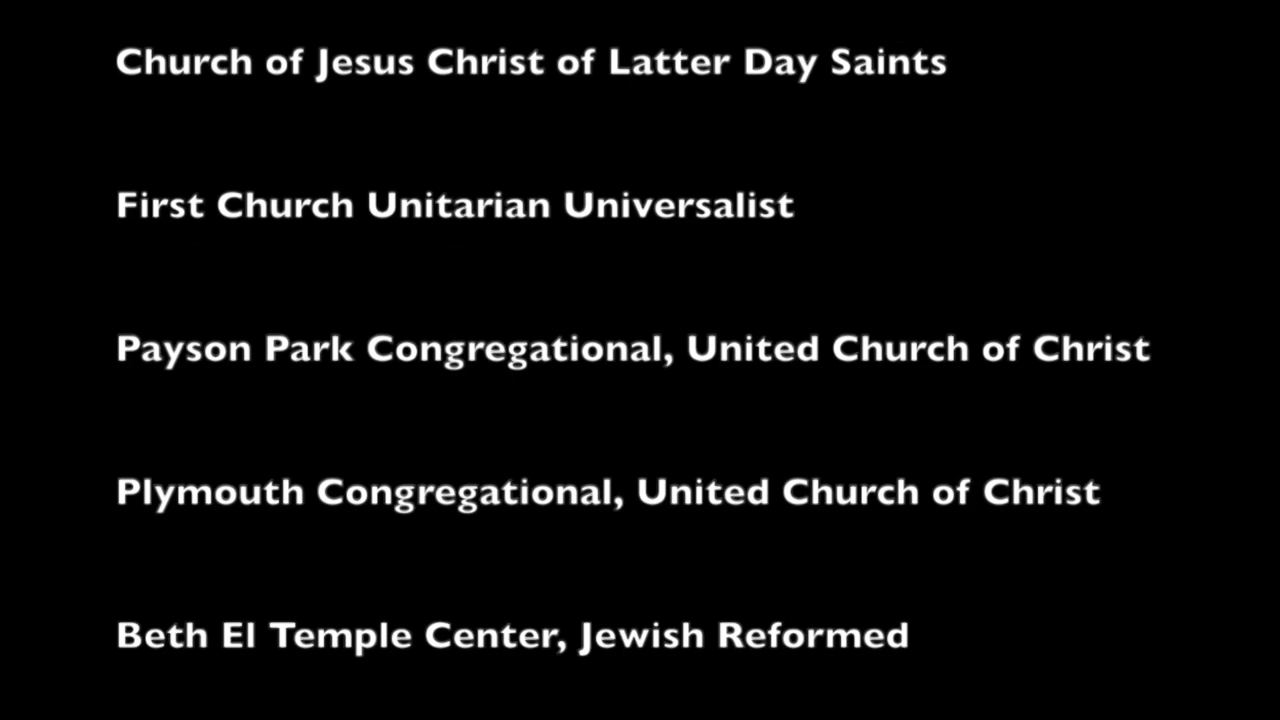 Church of Jesus Christ of Latter Day Saints
First Church Unitarian Universalist
Payson Park Congregational, United Church of Christ
Plymouth Congregational, United Church of Christ
Beth El Temple Center, Jewish Reformed